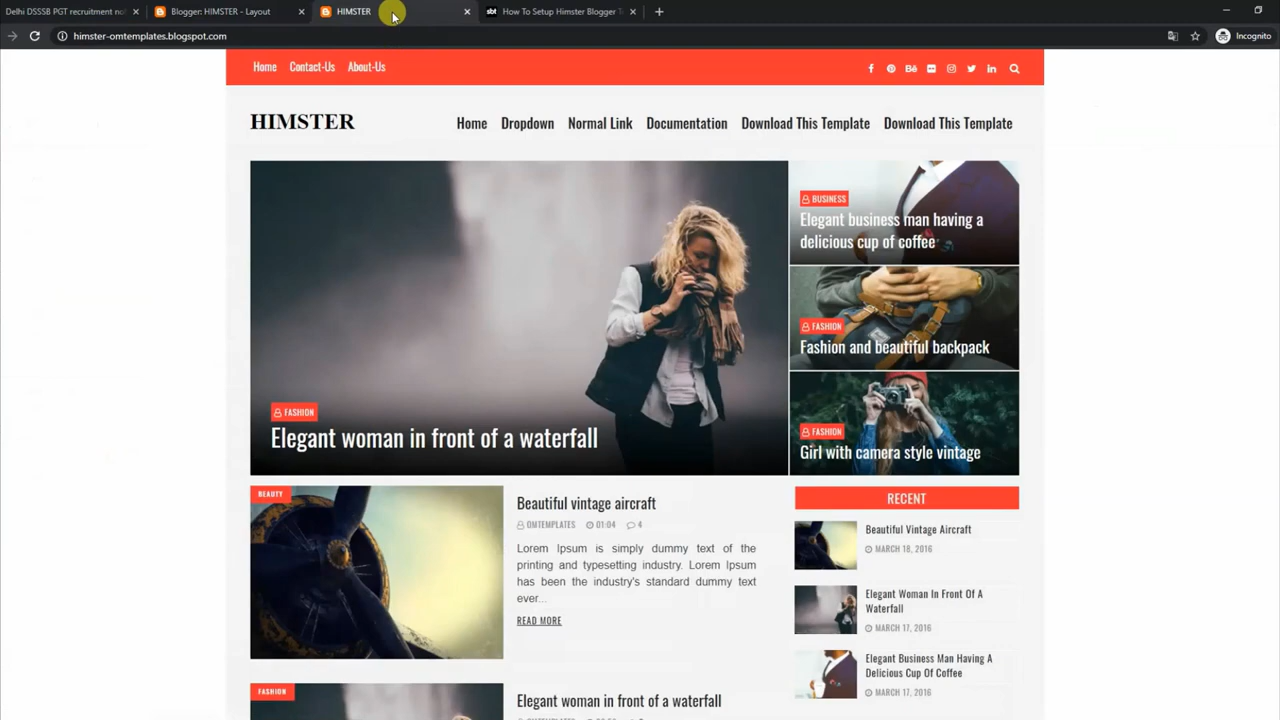 Delhi DSSSB PGT recruitment no
Blogger: HIMSTER - Layout
HIMSTER
sbt
How To Setup Himster Blogger T
himster-omtemplates.blogspot.com
Incognito
Home
Contact-Us
About-Us
HIMSTER
Home
Dropdown
Normal Link
Documentation
Download This Template
Download This Template
FASHION
Elegant woman in front of a waterfall
BUSINESS
Elegant business man having a
delicious cup of coffee
FASHION
Fashion and beautiful backpack
FASHION
Girl with camera style vintage
BEAUTY
Beautiful vintage aircraft
OMTEMPLATES
01:04
4
Lorem Ipsum is simply dummy text of the
printing and typesetting industry. Lorem Ipsum
has been the industry's standard dummy text
ever...
READ MORE
FASHION
Elegant woman in front of a waterfall
RECENT
Beautiful Vintage Aircraft
MARCH 18, 2016
Elegant Woman In Front Of A
Waterfall
MARCH 17, 2016
Elegant Business Man Having A
Delicious Cup Of Coffee
MARCH 17, 2016